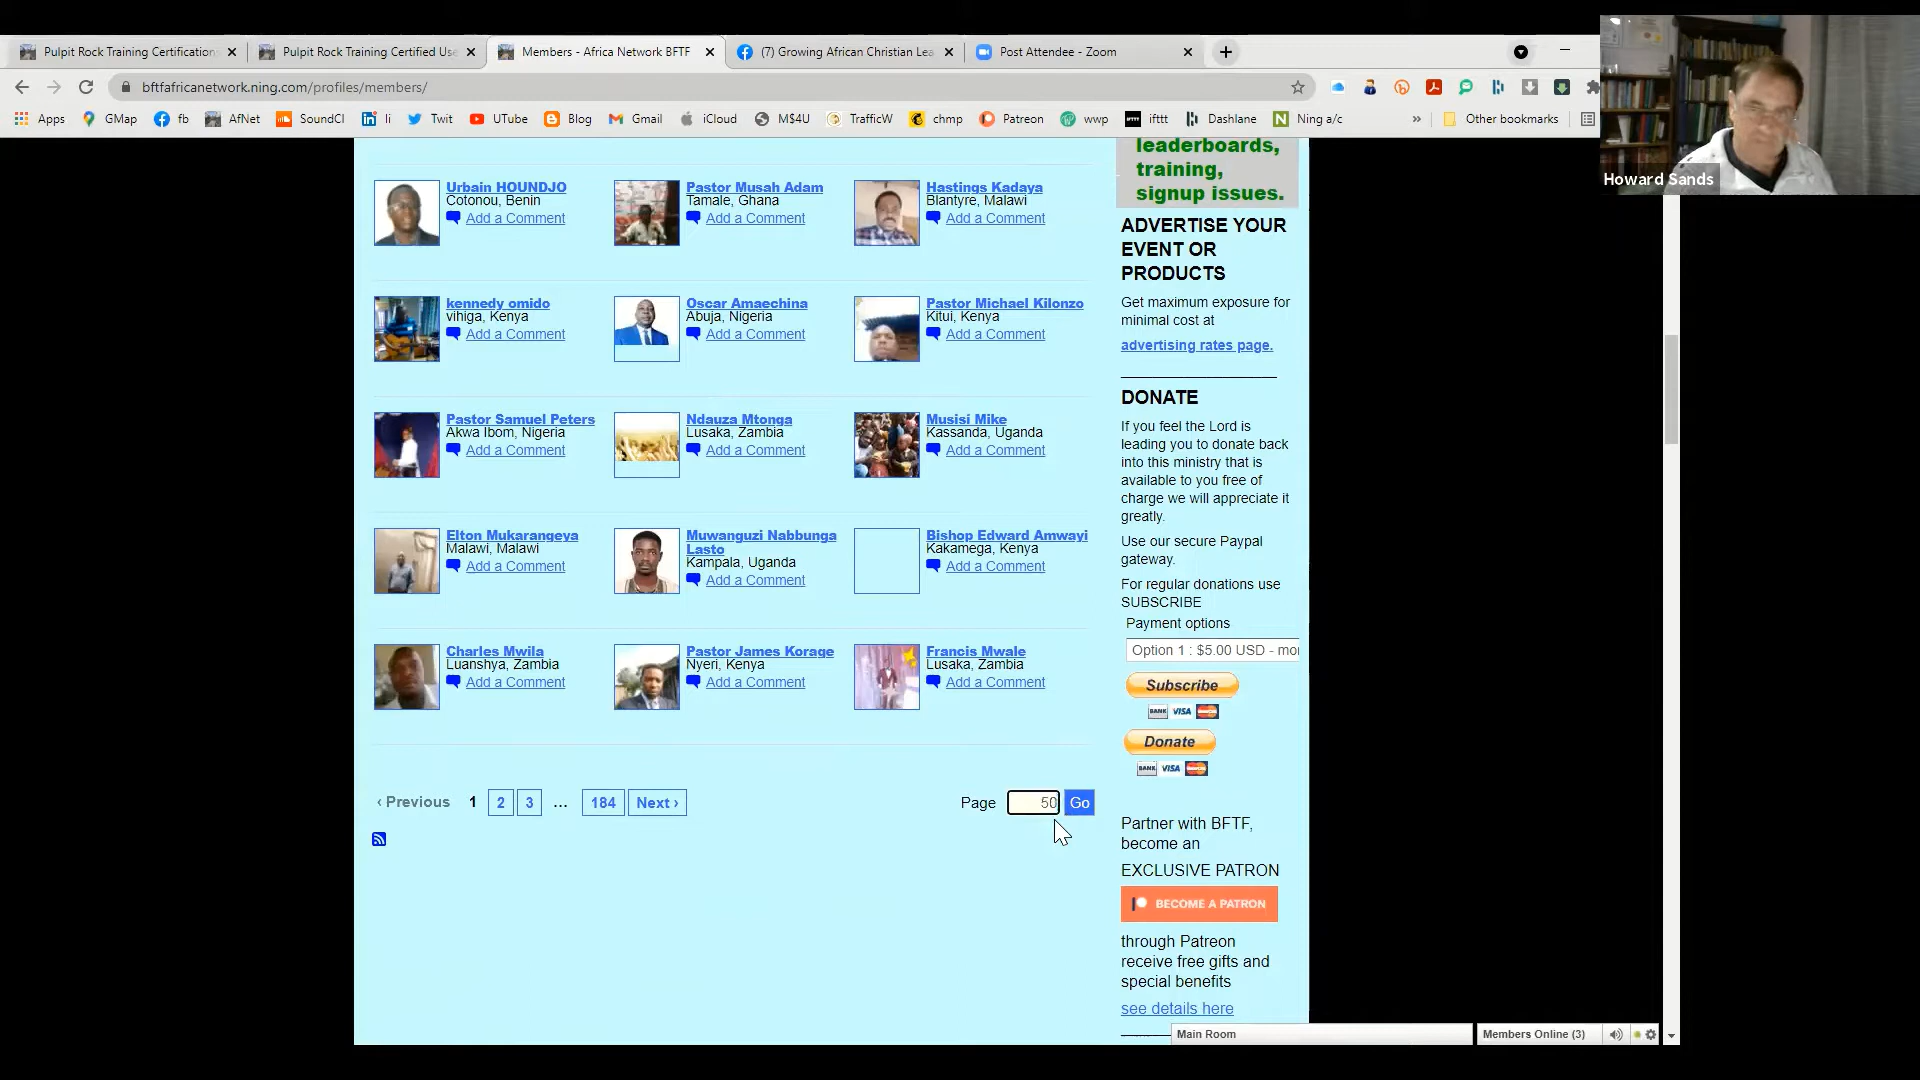 Pulpit Rock Training Certification
Pulpit Rock Training Certified Use
Members - Africa Network BFTF
(7) Growing African Christian Lea
Post Attendee - Zoom
bftfafricanetwork.ning.com/profiles/members/
Apps
GMap
fb
AfNet
SoundCl
li
Twit
UTube
Blog
Gmail
iCloud
M$4U
TrafficW
chmp
Patreon
wwp
ifttt
Dashlane
Ning a/c
»
Other bookmarks
Howard Sands
Urbain HOUNDJO
Cotonou, Benin
Add a Comment
Pastor Musah Adam
Tamale, Ghana
Add a Comment
Hastings Kadaya
Blantyre, Malawi
Add a Comment
kennedy omido
vihiga, Kenya
Add a Comment
Oscar Amaechina
Abuja, Nigeria
Add a Comment
Pastor Michael Kilonzo
Kitui, Kenya
Add a Comment
Pastor Samuel Peters
Akwa Ibom, Nigeria
Add a Comment
Ndauza Mtonga
Lusaka, Zambia
Add a Comment
Musisi Mike
Kassanda, Uganda
Add a Comment
Elton Mukarangeya
Malawi, Malawi
Add a Comment
Muwanguzi Nabbunga
Lasto
Kampala, Uganda
Add a Comment
Bishop Edward Amwayi
Kakamega, Kenya
Add a Comment
Charles Mwila
Luanshya, Zambia
Add a Comment
Pastor James Korage
Nyeri, Kenya
Add a Comment
Francis Mwale
Lusaka, Zambia
Add a Comment
‹ Previous 1 2 3 … 184 Next ›
Page 50 Go
leaderboards,
training,
signup issues.
ADVERTISE YOUR
EVENT OR
PRODUCTS
Get maximum exposure for
minimal cost at
advertising rates page.
DONATE
If you feel the Lord is
leading you to donate back
into this ministry that is
available to you free of
charge we will appreciate it
greatly.
Use our secure Paypal
gateway.
For regular donations use
SUBSCRIBE
Payment options
Option 1 : $5.00 USD - mon
Subscribe
BANK VISA
Donate
BANK VISA
Partner with BFTF,
become an
EXCLUSIVE PATRON
BECOME A PATRON
through Patreon
receive free gifts and
special benefits
see details here
Main Room
Members Online (3)